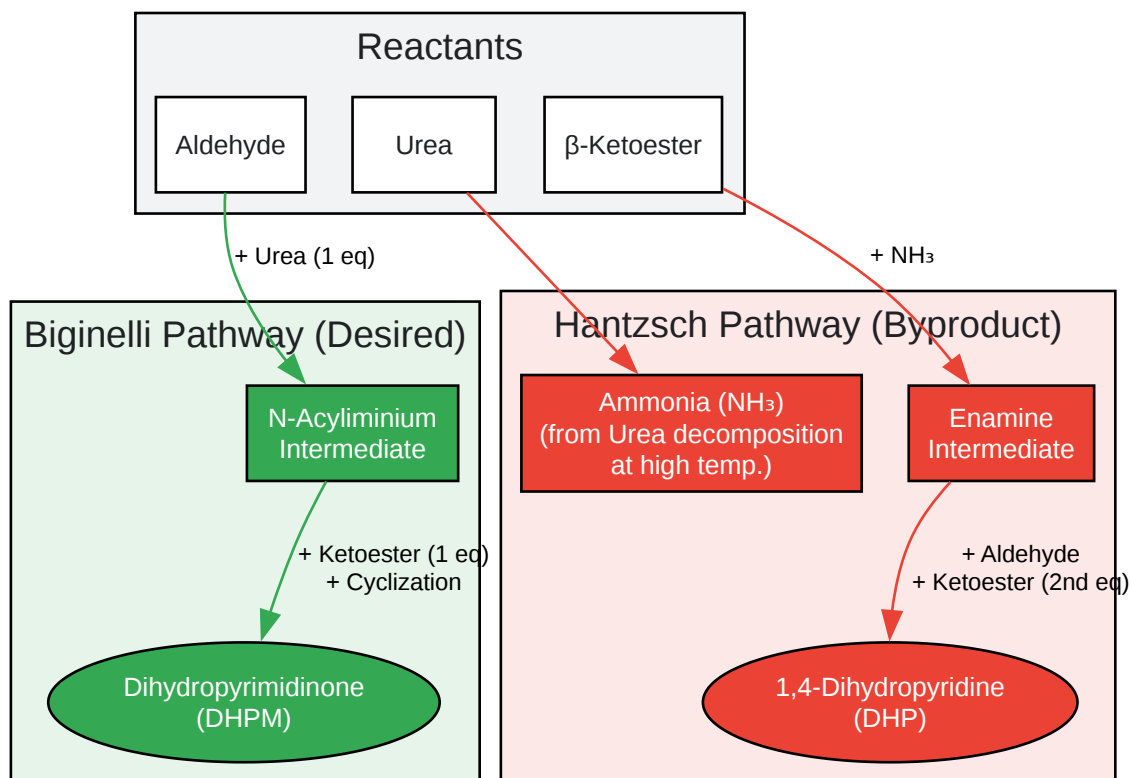 Reactants
Aldehyde
Urea
β-Ketoester
+ Urea (1 eq)
+ NH₃
Biginelli Pathway (Desired)
Hantzsch Pathway (Byproduct)
N-Acyliminium
Intermediate
Ammonia (NH₃)
(from Urea decomposition
at high temp.)
Enamine
Intermediate
+ Ketoester (1 eq)
+ Cyclization
+ Aldehyde
+ Ketoester (2nd eq)
Dihydropyrimidinone
(DHPM)
1,4-Dihydropyridine
(DHP)